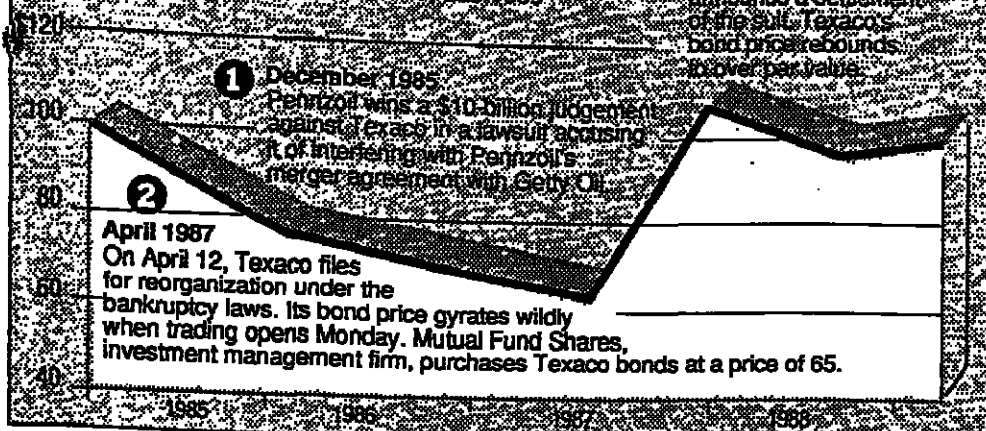 of the suit. Texaco's
bond price rebounds
to over par value.
$120
1 December 1985
Pennzoil wins a $10-billion judgement
against Texaco in a lawsuit accusing
it of interfering with Pennzoil's
merger agreement with Getty Oil.
100
80
2
April 1987
On April 12, Texaco files
for reorganization under the
bankruptcy laws. Its bond price gyrates wildly
when trading opens Monday. Mutual Fund Shares,
investment management firm, purchases Texaco bonds at a price of 65.
60
40
1985 1986 1987 1988